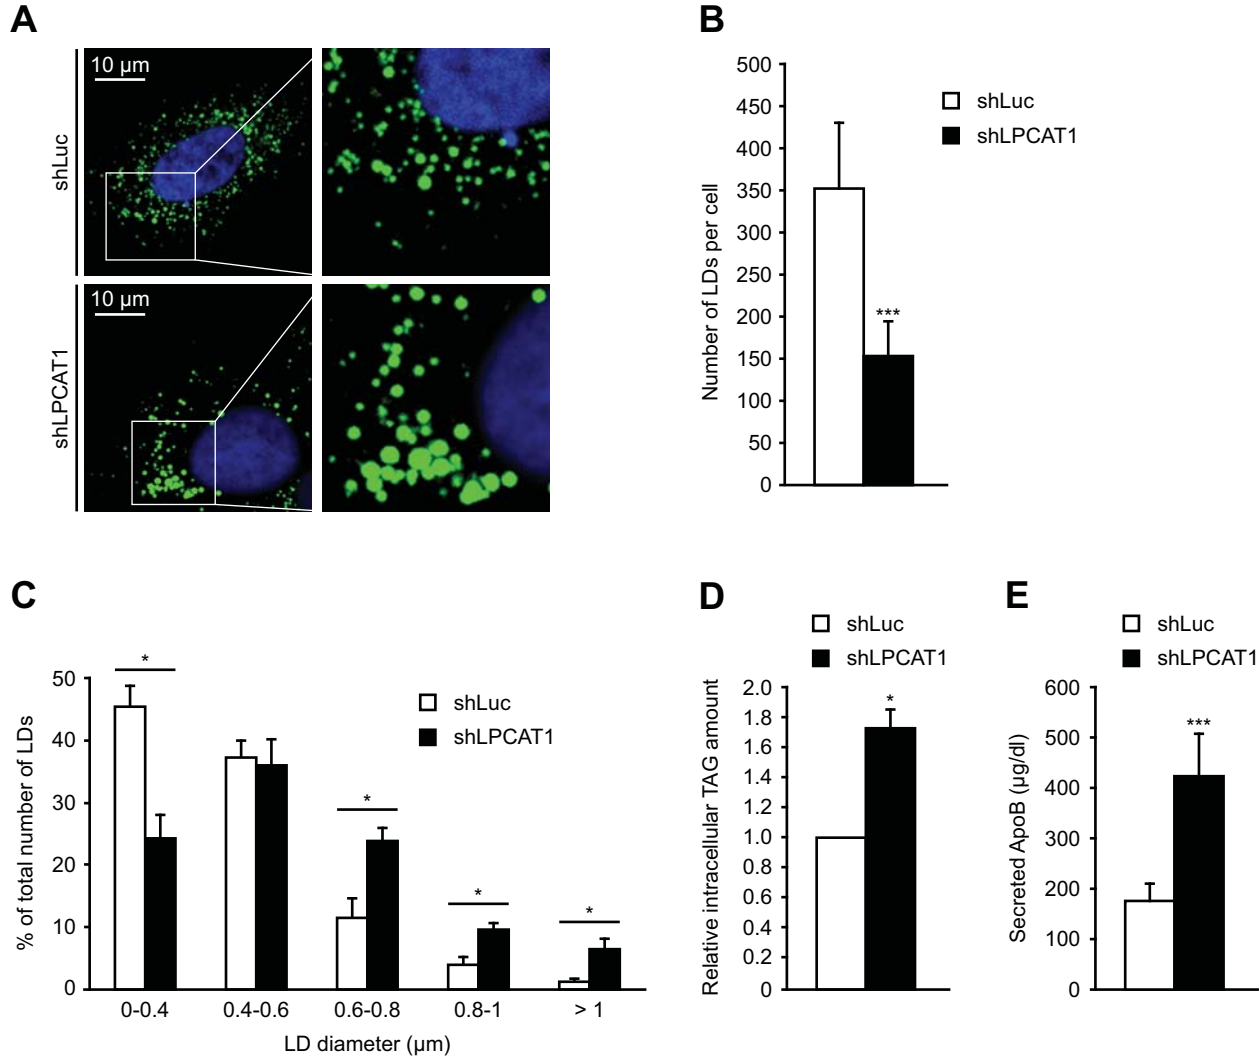 A
10 µm
shLuc
10 µm
shLPCAT1
B
500
450
400
350
300
250
200
150
100
50
0
Number of LDs per cell
shLuc
shLPCAT1
***
C
50
40
30
20
10
0
% of total number of LDs
shLuc
shLPCAT1
*
*
*
*
0-0.4 0.4-0.6 0.6-0.8 0.8-1 > 1
LD diameter (µm)
D
shLuc
shLPCAT1
2.0
1.8
1.6
1.4
1.2
1.0
0.8
0.6
0.4
0.2
0
Relative intracellular TAG amount
*
E
shLuc
shLPCAT1
600
500
400
300
200
100
0
Secreted ApoB (µg/dl)
***